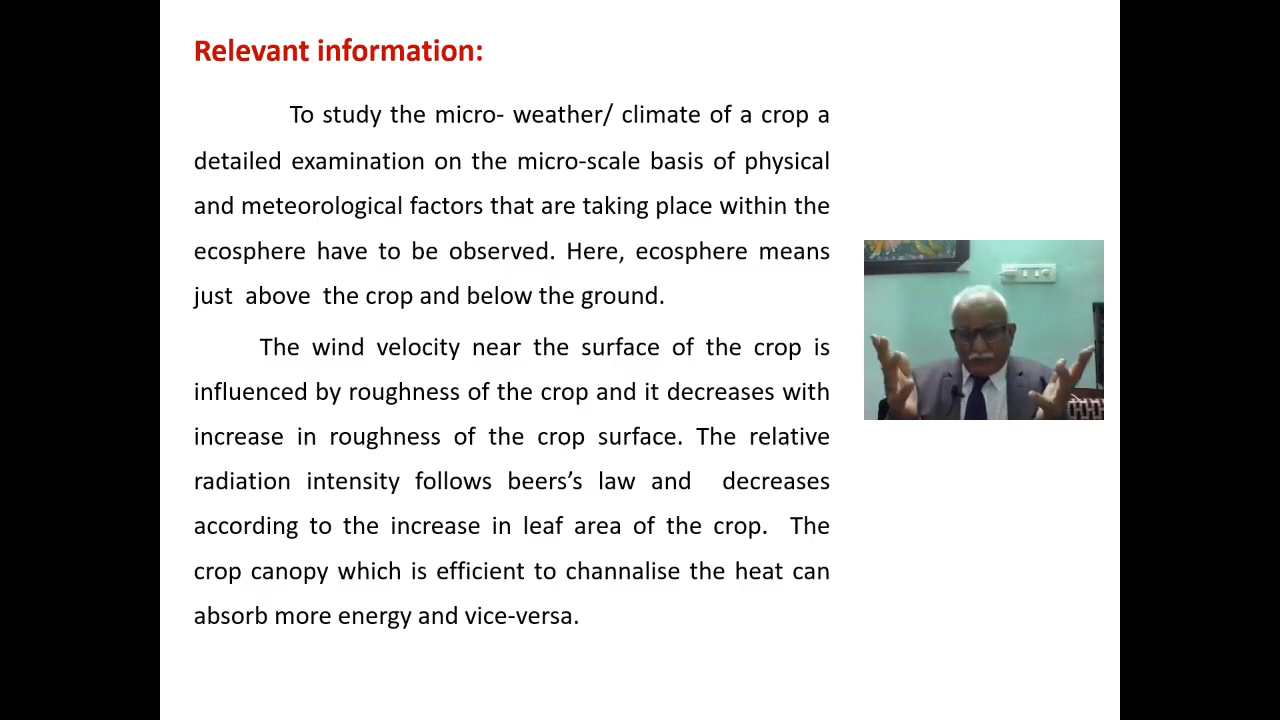 Relevant information:
To study the micro- weather/ climate of a crop a
detailed examination on the micro-scale basis of physical
and meteorological factors that are taking place within the
ecosphere have to be observed. Here, ecosphere means
just above the crop and below the ground.
The wind velocity near the surface of the crop is
influenced by roughness of the crop and it decreases with
increase in roughness of the crop surface. The relative
radiation intensity follows beers’s law and decreases
according to the increase in leaf area of the crop. The
crop canopy which is efficient to channalise the heat can
absorb more energy and vice-versa.